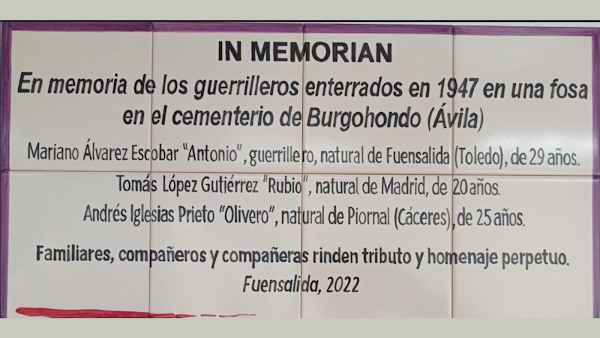 IN MEMORIAN
En memoria de los guerrilleros enterrados en 1947 en una fosa
en el cementerio de Burgohondo (Ávila)
Mariano Álvarez Escobar "Antonio", guerrillero, natural de Fuensalida (Toledo), de 29 años.
Tomás López Gutiérrez "Rubio", natural de Madrid, de 20 años.
Andrés Iglesias Prieto "Olivero", natural de Piornal (Cáceres), de 25 años.
Familiares, compañeros y compañeras rinden tributo y homenaje perpetuo.
Fuensalida, 2022